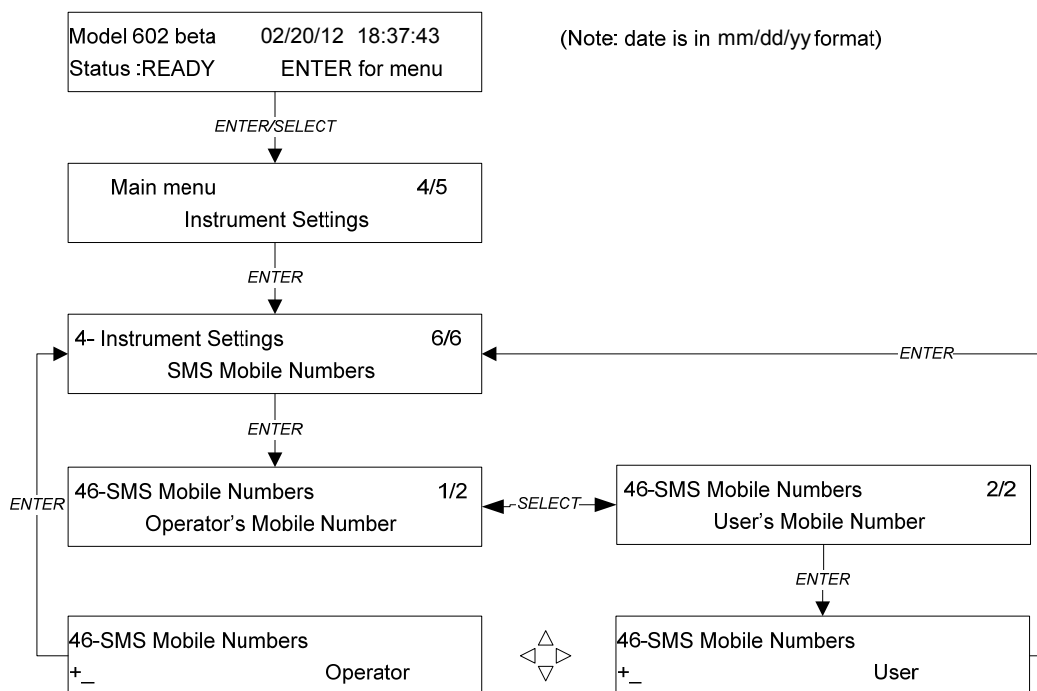 Model 602 beta 02/20/12 18:37:43
Status :READY ENTER for menu
(Note: date is in mm/dd/yy format)
ENTER/SELECT
Main menu 4/5
Instrument Settings
ENTER
4- Instrument Settings 6/6
SMS Mobile Numbers
ENTER
ENTER
ENTER
46-SMS Mobile Numbers 1/2
Operator's Mobile Number
SELECT
46-SMS Mobile Numbers 2/2
User's Mobile Number
ENTER
46-SMS Mobile Numbers
+_ Operator
46-SMS Mobile Numbers
+_ User